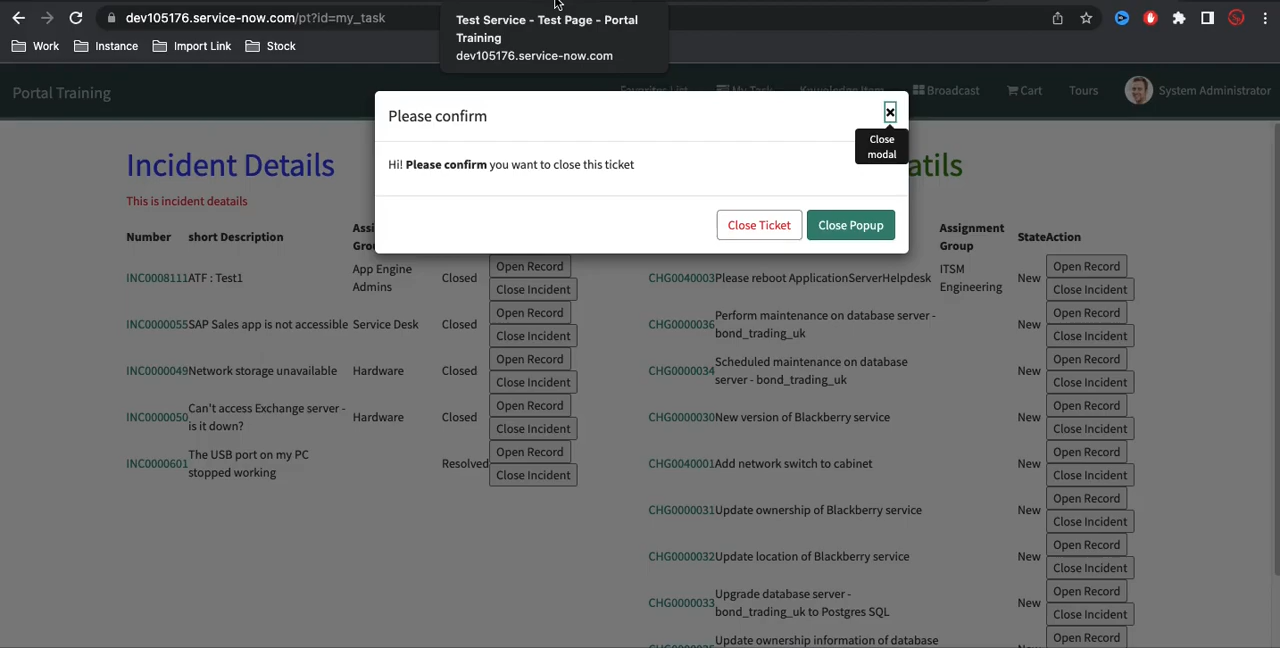 dev105176.service-now.com/pt?id=my_task
Test Service - Test Page - Portal
Training
dev105176.service-now.com
Work
Instance
Import Link
Stock
Portal Training
Favorites List
My Task
Knowledge Item
Broadcast
Cart
Tours
System Administrator
Please confirm
Close
modal
Hi! Please confirm you want to close this ticket
Close Ticket
Close Popup
Incident Details
This is incident deatails
Number short Description
Assignment
Group
State Action
INC0008111 ATF : Test1
App Engine
Admins
Closed
Open Record
Close Incident
INC0000055 SAP Sales app is not accessible Service Desk Closed
Open Record
Close Incident
INC0000049 Network storage unavailable Hardware Closed
Open Record
Close Incident
INC0000050
Can't access Exchange server -
is it down?
Hardware Closed
Open Record
Close Incident
INC0000601
The USB port on my PC
stopped working
Resolved
Open Record
Close Incident
atils
CHG0040003 Please reboot ApplicationServerHelpdesk
ITSM
Engineering
New
Open Record
Close Incident
CHG0000036
Perform maintenance on database server -
bond_trading_uk
New
Open Record
Close Incident
CHG0000034
Scheduled maintenance on database
server - bond_trading_uk
New
Open Record
Close Incident
CHG0000030 New version of Blackberry service New
Open Record
Close Incident
CHG0040001 Add network switch to cabinet New
Open Record
Close Incident
CHG0000031 Update ownership of Blackberry service New
Open Record
Close Incident
CHG0000032 Update location of Blackberry service New
Open Record
Close Incident
CHG0000033
Upgrade database server -
bond_trading_uk to Postgres SQL
New
Open Record
Close Incident
Update ownership information of database
Open Record